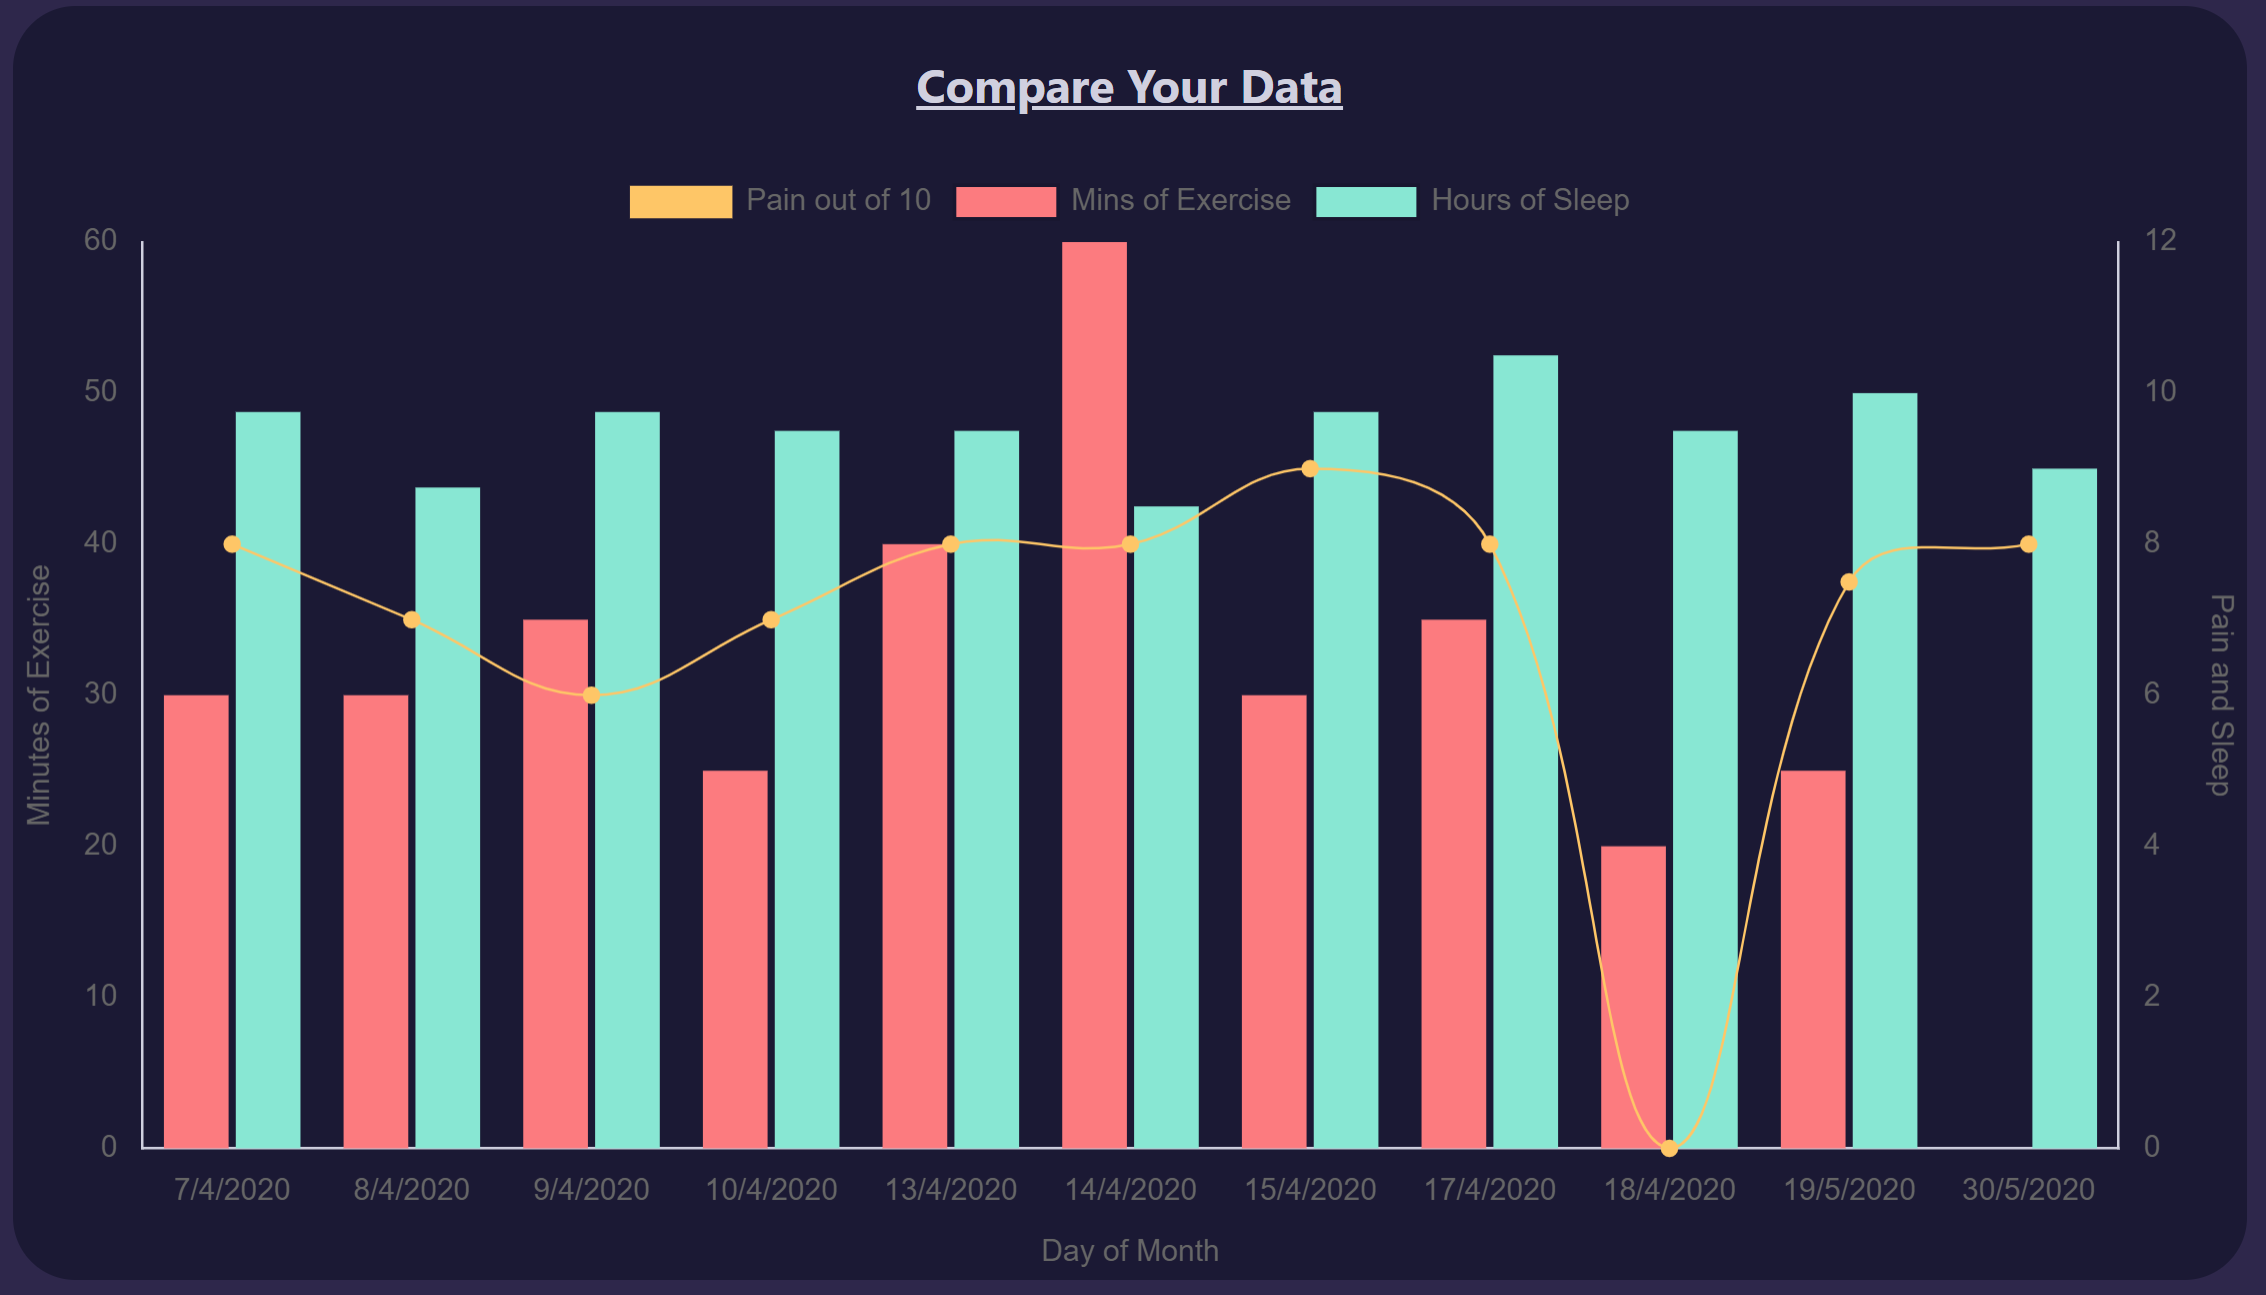 Compare Your Data
Pain out of 10 Mins of Exercise Hours of Sleep
60
50
40
30
20
10
0
Minutes of Exercise
12
10
8
6
4
2
0
Pain and Sleep
7/4/2020 8/4/2020 9/4/2020 10/4/2020 13/4/2020 14/4/2020 15/4/2020 17/4/2020 18/4/2020 19/5/2020 30/5/2020
Day of Month